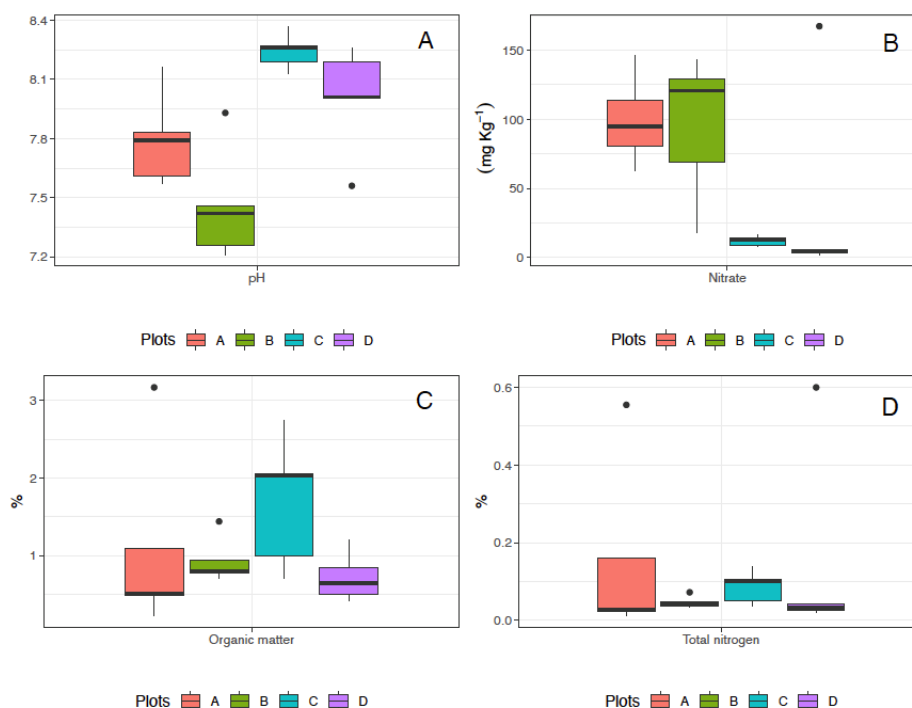 8.4
8.1
7.8
7.5
7.2
A
pH
Plots A B C D
(mg Kg⁻¹)
150
100
50
0
B
Nitrate
Plots A B C D
%
3
2
1
C
Organic matter
Plots A B C D
%
0.6
0.4
0.2
0.0
D
Total nitrogen
Plots A B C D